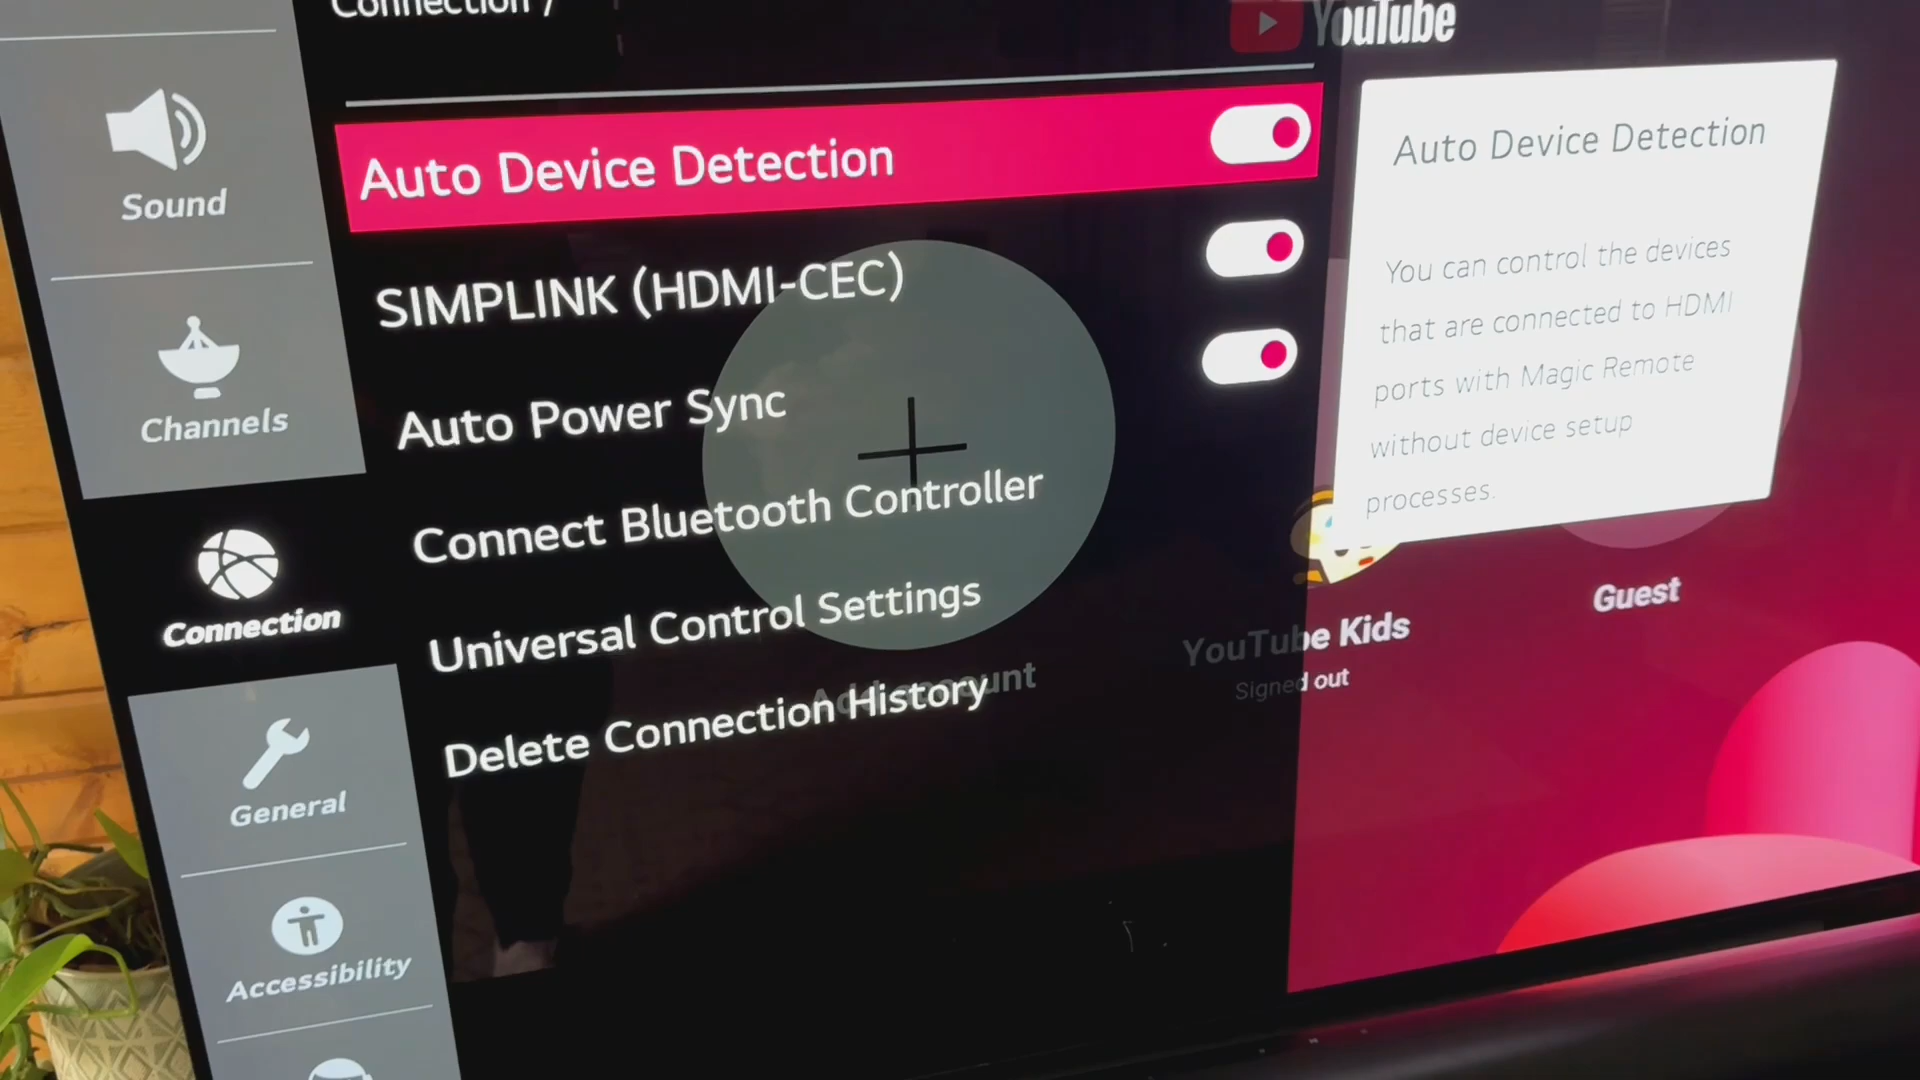 Connection /
YouTube
Sound
Channels
Connection
General
Accessibility
Auto Device Detection
SIMPLINK (HDMI-CEC)
Auto Power Sync
Connect Bluetooth Controller
Universal Control Settings
Delete Connection History
Add account
Auto Device Detection
You can control the devices
that are connected to HDMI
ports with Magic Remote
without device setup
processes.
YouTube Kids
Signed out
Guest